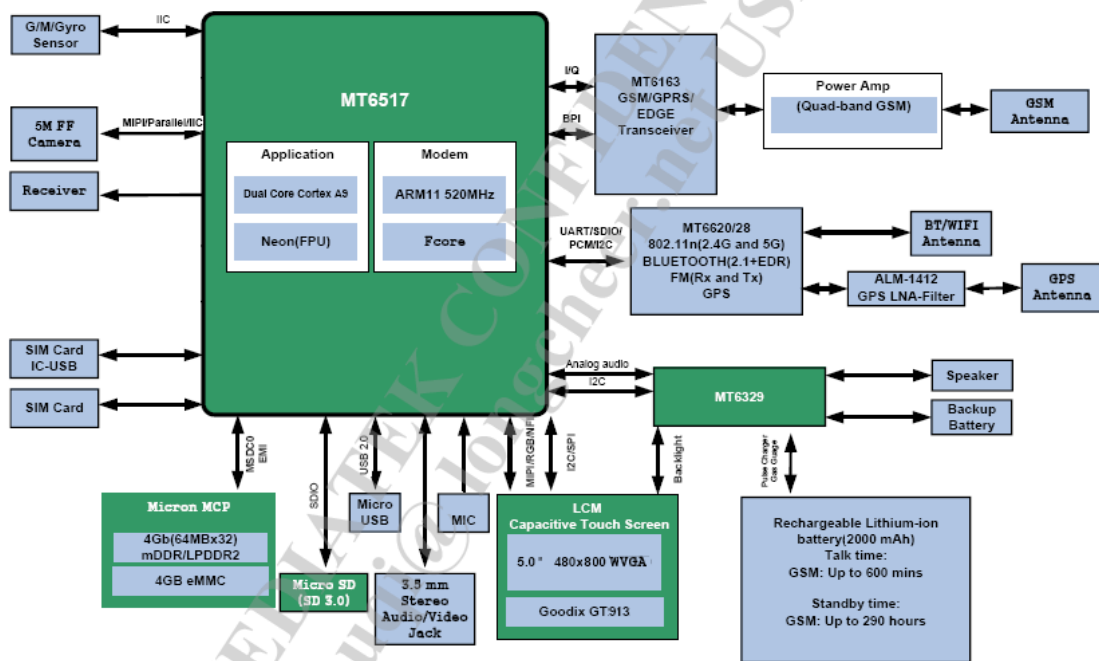 G/M/Gyro
Sensor
IIC
5M FF
Camera
MIPI/Parallel/IIC
Receiver
SIM Card
IC-USB
SIM Card
MT6517
Application
Dual Core Cortex A9
Neon(FPU)
Modem
ARM11 520MHz
Fcore
I/Q
BPI
MT6163
GSM/GPRS/
EDGE
Transceiver
Power Amp
(Quad-band GSM)
GSM
Antenna
UART/SDIO/
PCM/I2C
MT6620/28
802.11n(2.4G and 5G)
BLUETOOTH(2.1+EDR)
FM(Rx and Tx)
GPS
BT/WIFI
Antenna
ALM-1412
GPS LNA-Filter
GPS
Antenna
Analog audio
I2C
MT6329
Speaker
Backup
Battery
MSDC0
EMI
SDIO
USB 2.0
MIPI/RGB/NFI
I2C/SPI
Backlight
Pulse Charger
Gas Guage
Micron MCP
4Gb(64MBx32)
mDDR/LPDDR2
4GB eMMC
Micro SD
(SD 3.0)
Micro
USB
3.5 mm
Stereo
Audio/Video
Jack
MIC
LCM
Capacitive Touch Screen
5.0" 480x800 WVGA
Goodix GT913
Rechargeable Lithium-ion
battery(2000 mAh)
Talk time:
GSM: Up to 600 mins
Standby time:
GSM: Up to 290 hours